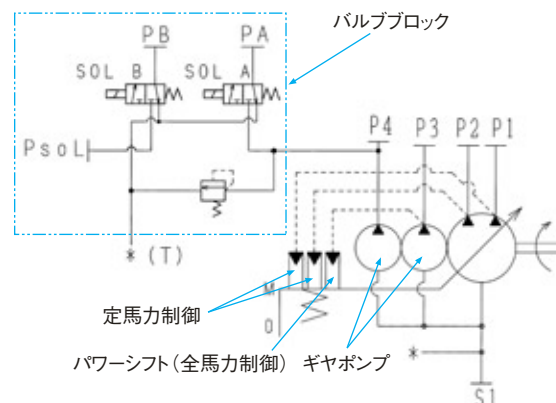 バルブブロック
PB PA
SOL B SOL A
PsoL
P4 P3 P2 P1
* (T)
M
定馬力制御
O
パワーシフト(全馬力制御) ギヤポンプ
*
S1